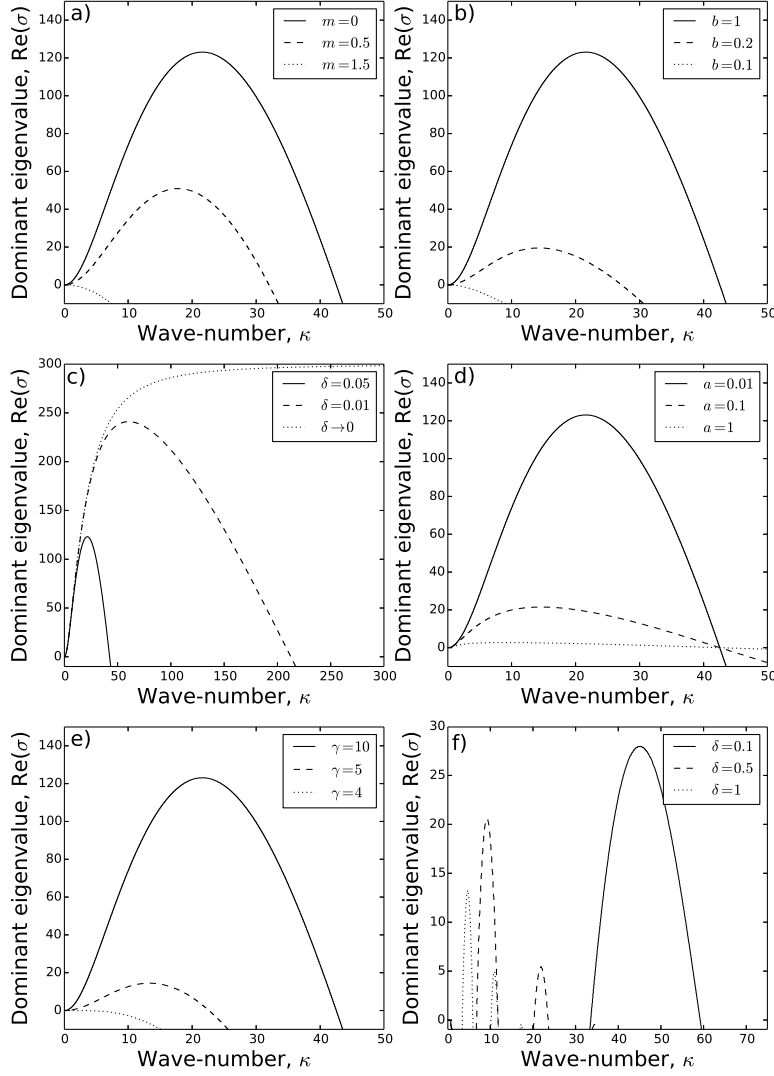 a)
m=0
m=0.5
m=1.5
140
120
100
80
60
40
20
0
0 10 20 30 40 50
Dominant eigenvalue, Re(σ)
Wave-number, κ
b)
b=1
b=0.2
b=0.1
140
120
100
80
60
40
20
0
0 10 20 30 40 50
Dominant eigenvalue, Re(σ)
Wave-number, κ
c)
δ=0.05
δ=0.01
δ→0
300
250
200
150
100
50
0
0 50 100 150 200 250 300
Dominant eigenvalue, Re(σ)
Wave-number, κ
d)
a=0.01
a=0.1
a=1
140
120
100
80
60
40
20
0
0 10 20 30 40 50
Dominant eigenvalue, Re(σ)
Wave-number, κ
e)
γ=10
γ=5
γ=4
140
120
100
80
60
40
20
0
0 10 20 30 40 50
Dominant eigenvalue, Re(σ)
Wave-number, κ
f)
δ=0.1
δ=0.5
δ=1
30
25
20
15
10
5
0
0 10 20 30 40 50 60 70
Dominant eigenvalue, Re(σ)
Wave-number, κ